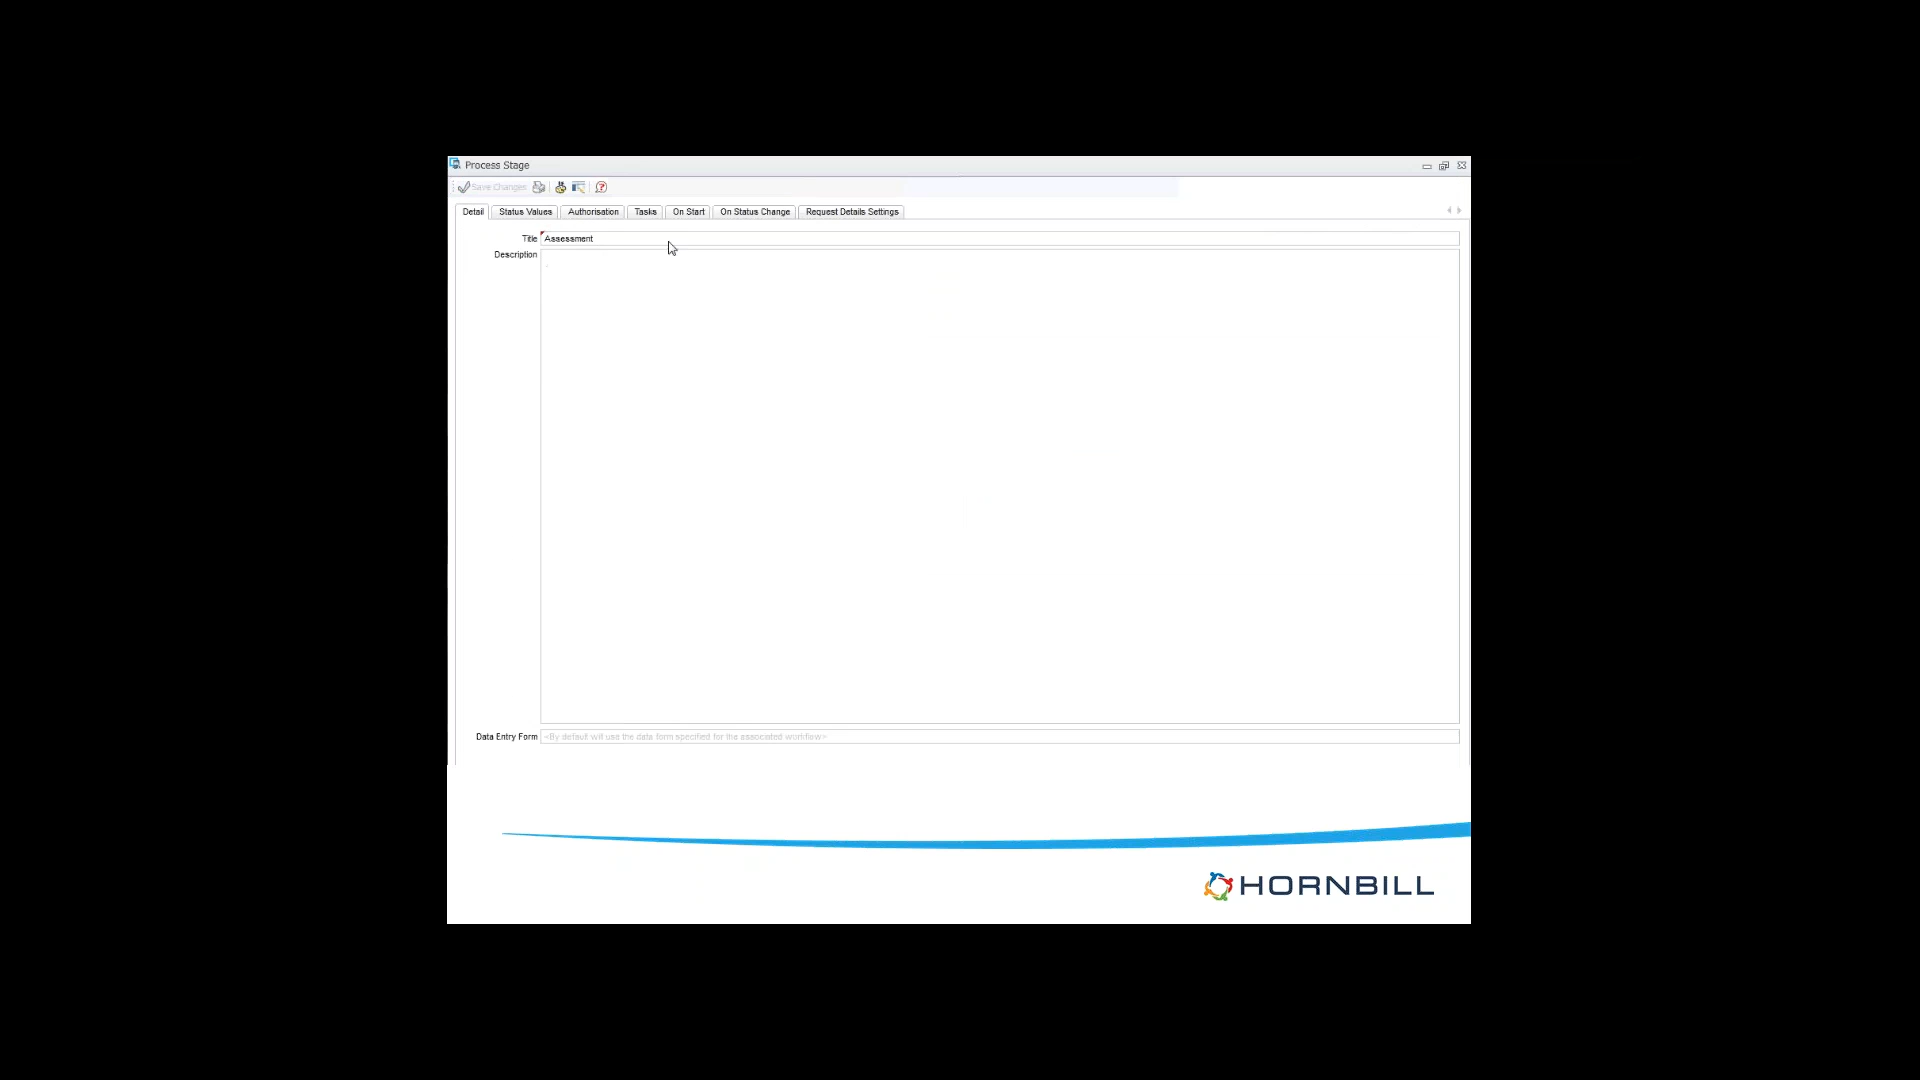 Process Stage
Save Changes
Detail Status Values Authorisation Tasks On Start On Status Change Request Details Settings
Title Assessment
Description
Data Entry Form <By default will use the data form specified for the associated workflow>
HORNBILL